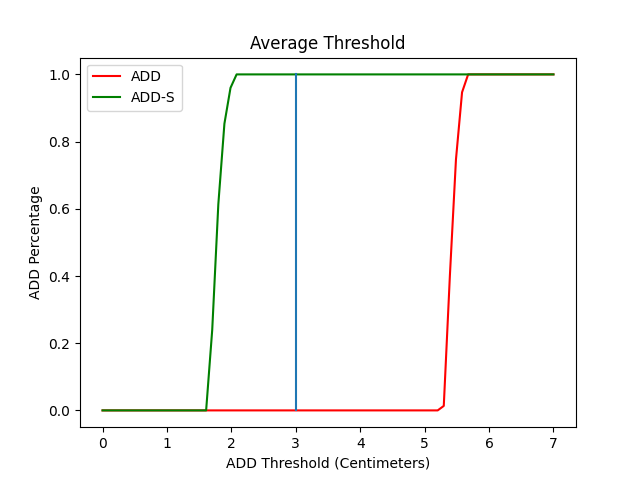 Average Threshold
ADD
ADD-S
ADD Percentage
1.0
0.8
0.6
0.4
0.2
0.0
0 1 2 3 4 5 6 7
ADD Threshold (Centimeters)